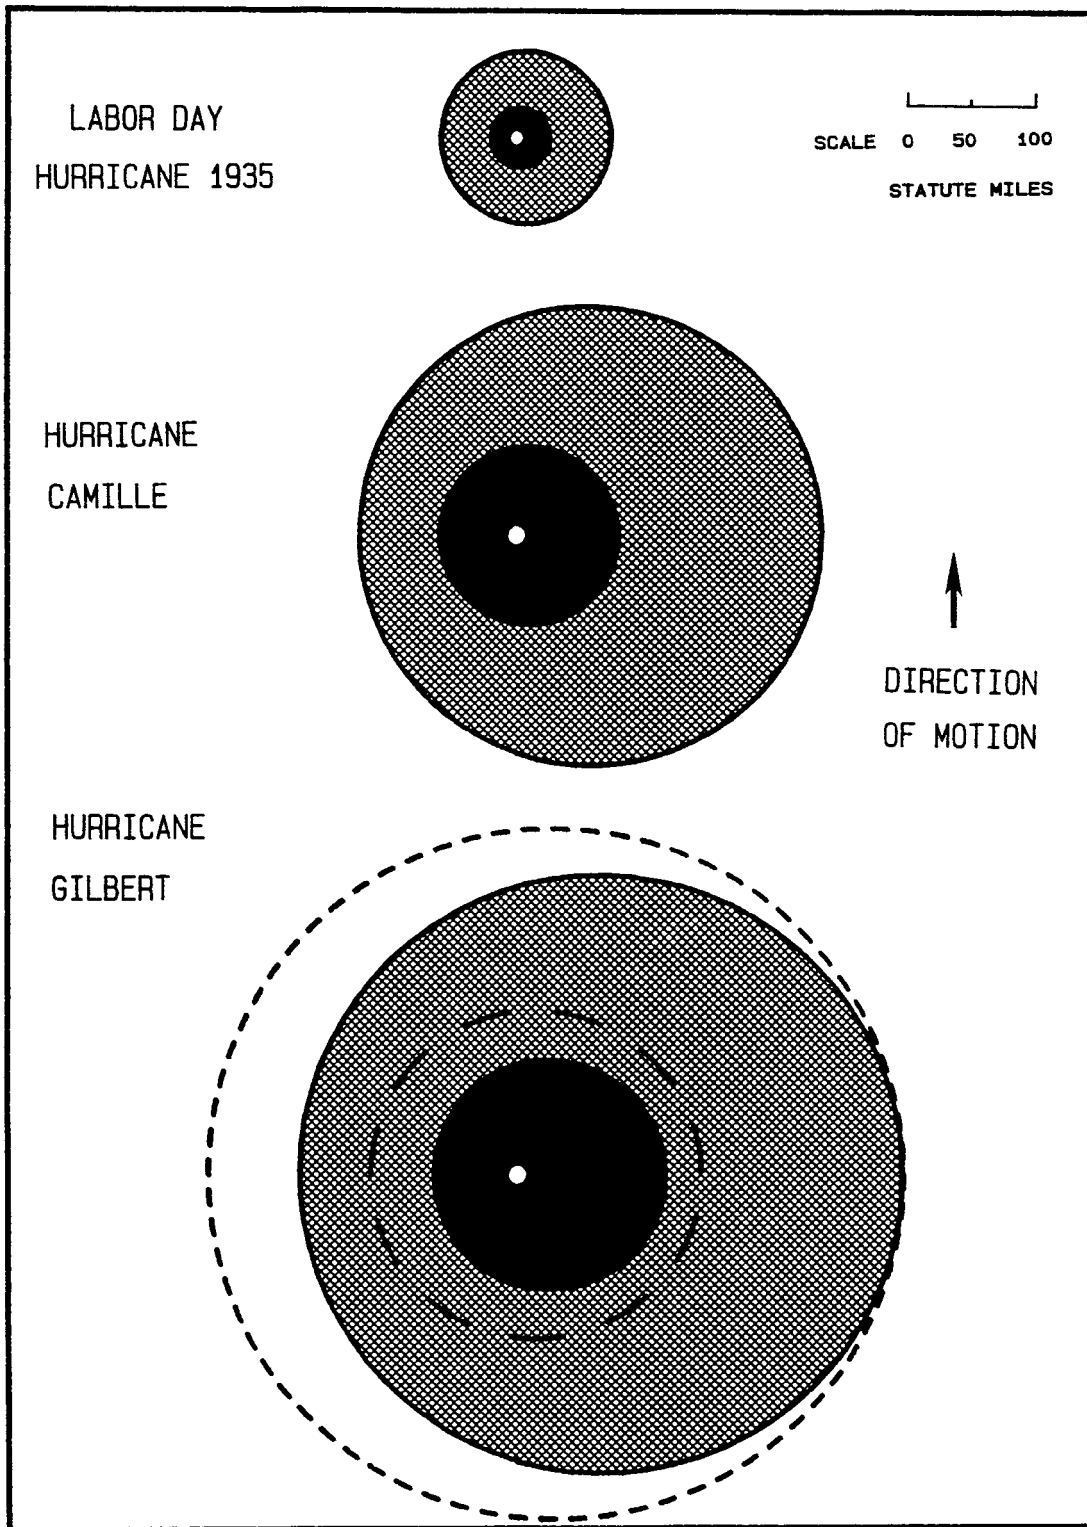 LABOR DAY
HURRICANE 1935
SCALE 0 50 100
STATUTE MILES
HURRICANE
CAMILLE
DIRECTION
OF MOTION
HURRICANE
GILBERT